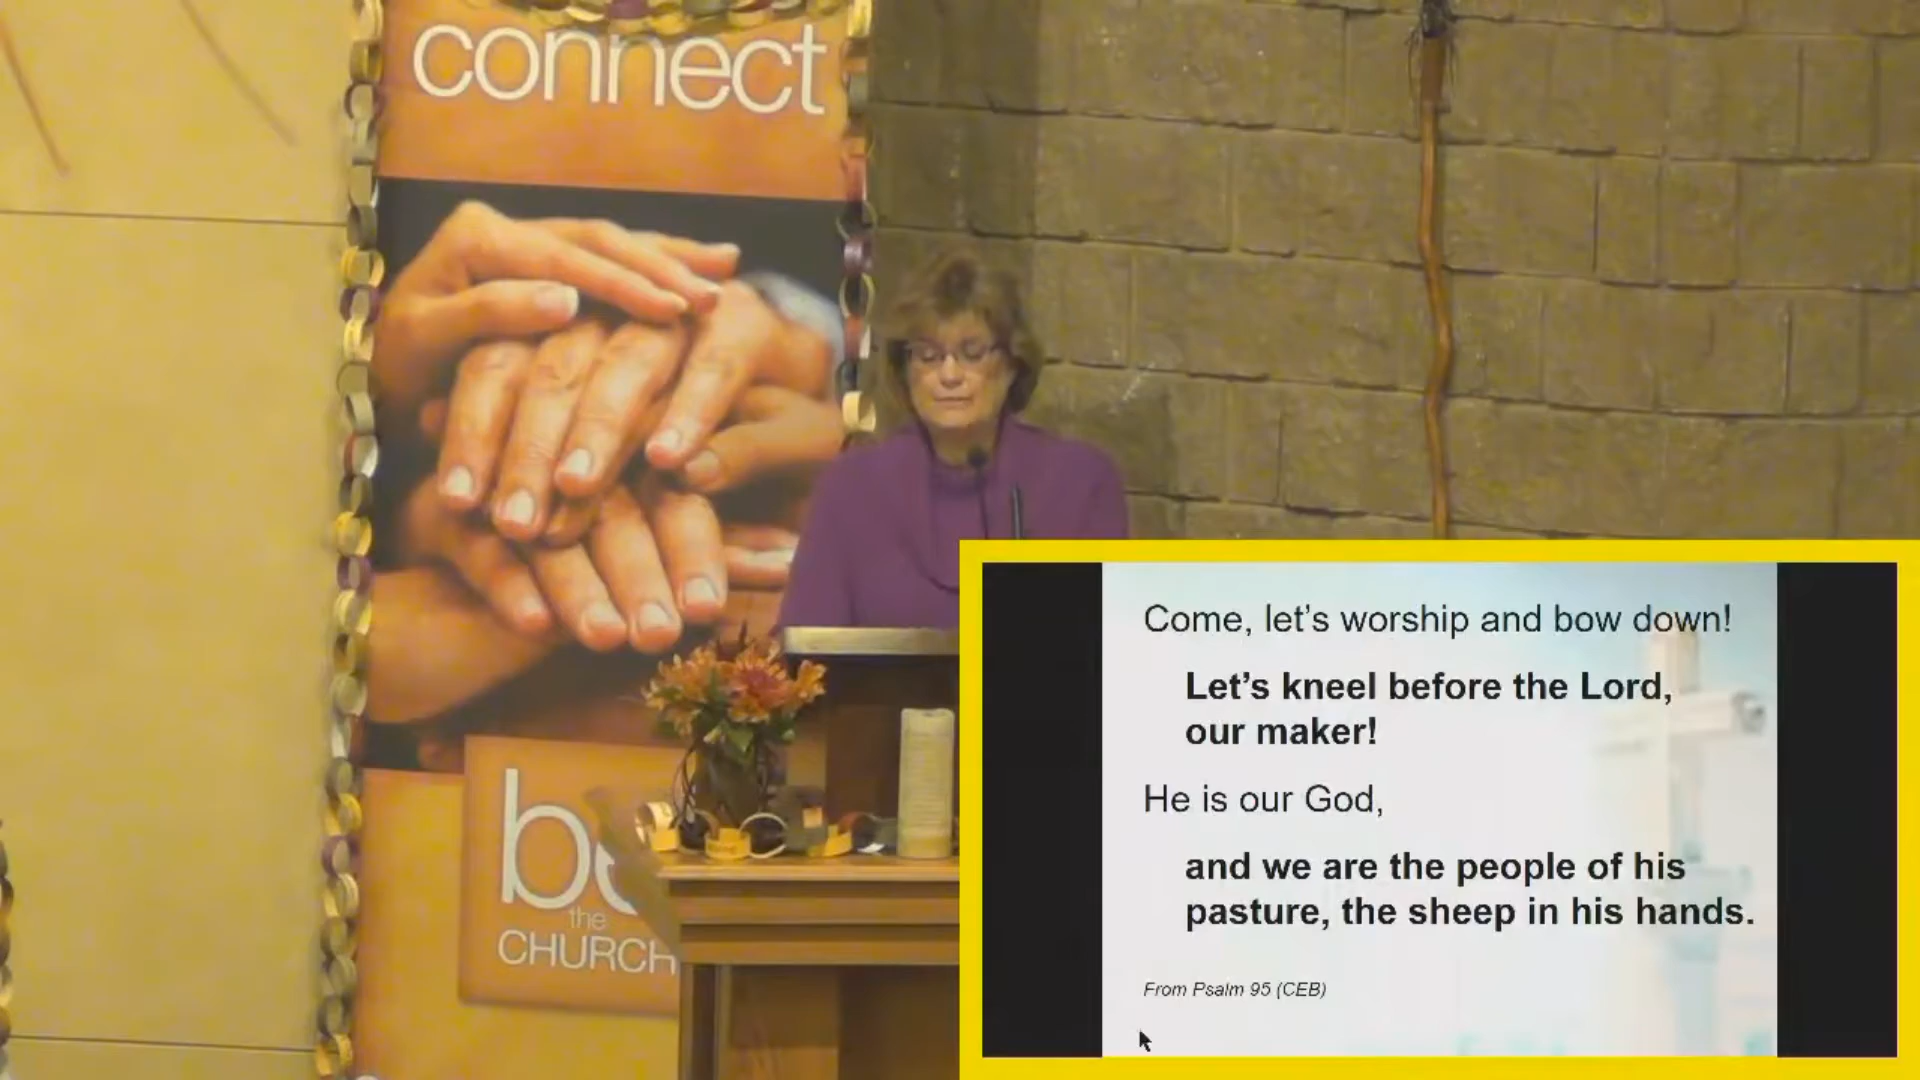 connect
be
the
CHURCH
Come, let's worship and bow down!
Let's kneel before the Lord,
our maker!
He is our God,
and we are the people of his
pasture, the sheep in his hands.
From Psalm 95 (CEB)